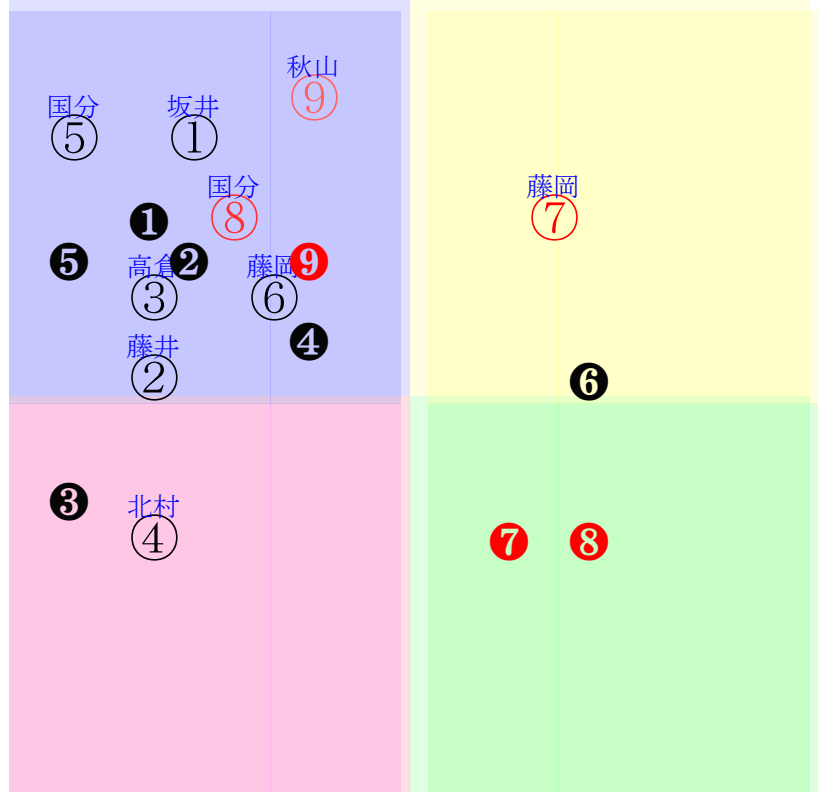 秋山
⑨
国分
坂井
⑤
①
国分
藤岡
⑧
⑦
❶
❺
高倉
❷
藤岡
❾
③
⑥
藤井
❹
②
❻
❸
北村
④
❼
❽